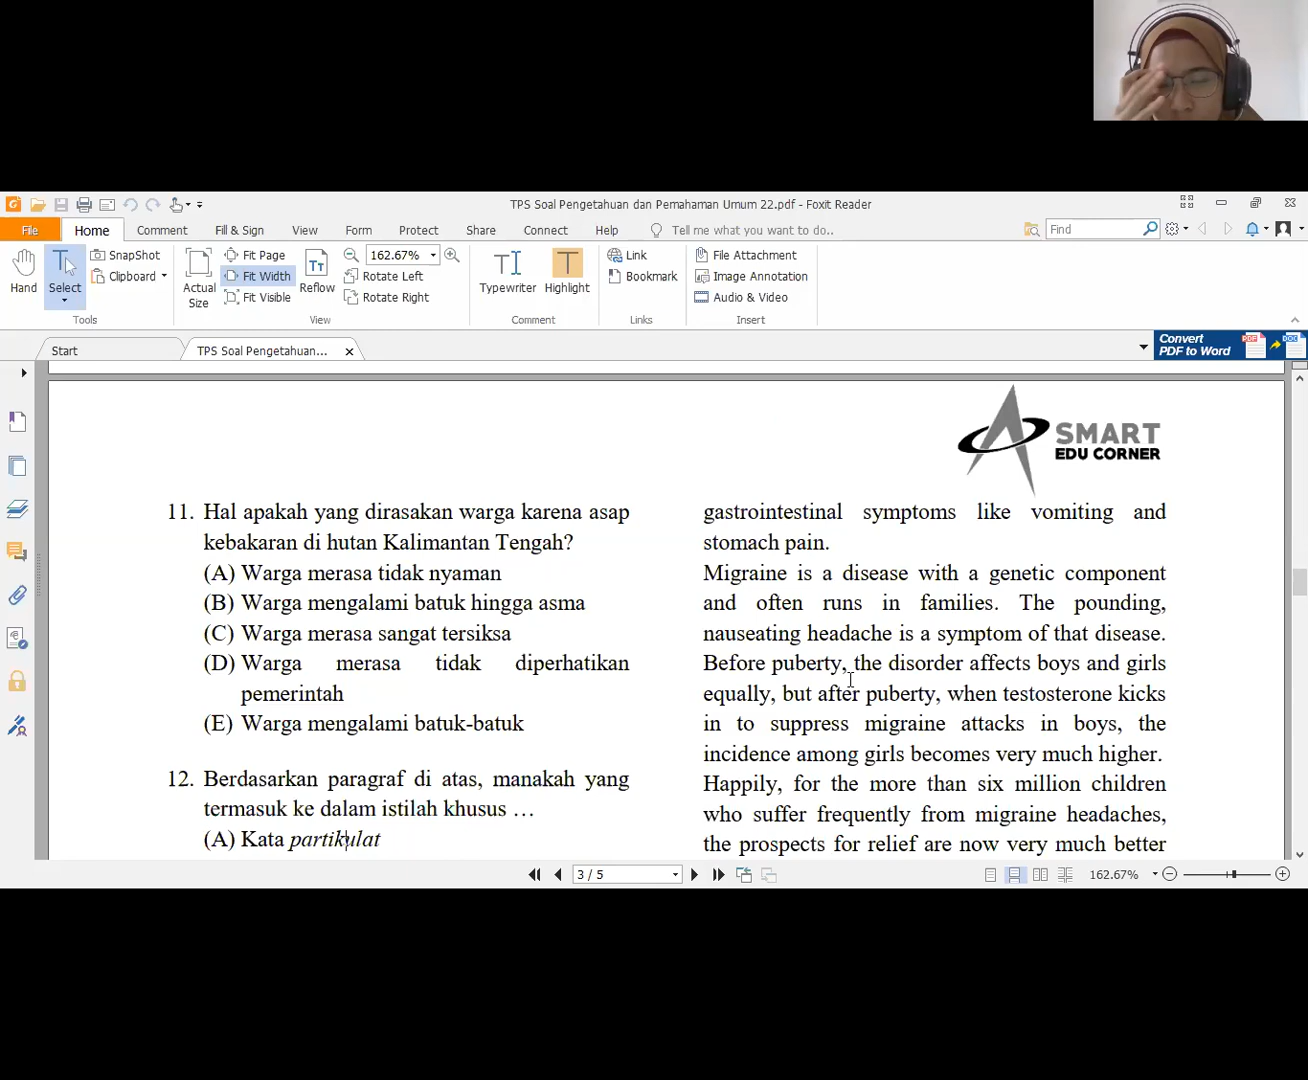 TPS Soal Pengetahuan dan Pemahaman Umum 22.pdf - Foxit Reader
File Home Comment Fill & Sign View Form Protect Share Connect Help Tell me what you want to do.. Find
Hand
Select
SnapShot
Clipboard
Tools
Actual Size
Fit Page
Fit Width
Fit Visible
Reflow
162.67%
Rotate Left
Rotate Right
View
Typewriter
Highlight
Comment
Link
Bookmark
Links
File Attachment
Image Annotation
Audio & Video
Insert
Start
TPS Soal Pengetahuan...
Convert
PDF to Word
SMART
EDU CORNER
11. Hal apakah yang dirasakan warga karena asap
kebakaran di hutan Kalimantan Tengah?
(A) Warga merasa tidak nyaman
(B) Warga mengalami batuk hingga asma
(C) Warga merasa sangat tersiksa
(D) Warga merasa tidak diperhatikan
pemerintah
(E) Warga mengalami batuk-batuk
12. Berdasarkan paragraf di atas, manakah yang
termasuk ke dalam istilah khusus …
(A) Kata partikulat
gastrointestinal symptoms like vomiting and
stomach pain.
Migraine is a disease with a genetic component
and often runs in families. The pounding,
nauseating headache is a symptom of that disease.
Before puberty, the disorder affects boys and girls
equally, but after puberty, when testosterone kicks
in to suppress migraine attacks in boys, the
incidence among girls becomes very much higher.
Happily, for the more than six million children
who suffer frequently from migraine headaches,
the prospects for relief are now very much better
3 / 5
162.67%